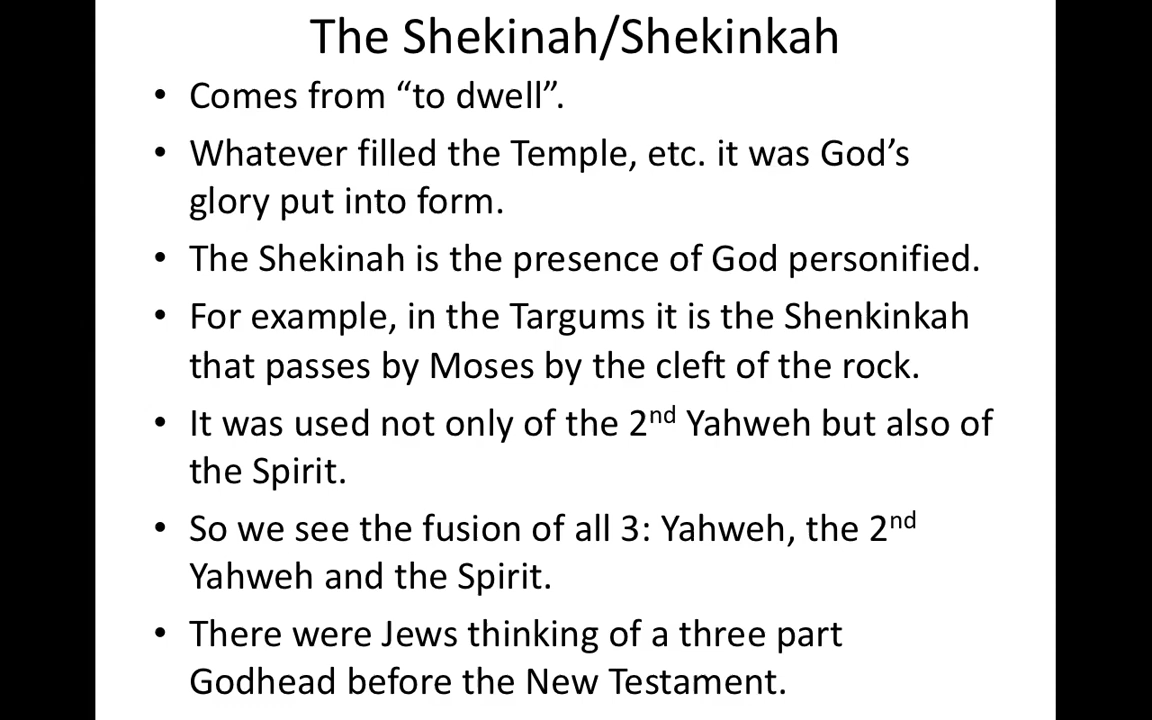 The Shekinah/Shekinkah
• Comes from “to dwell”.
• Whatever filled the Temple, etc. it was God’s
glory put into form.
• The Shekinah is the presence of God personified.
• For example, in the Targums it is the Shenkinkah
that passes by Moses by the cleft of the rock.
• It was used not only of the 2nd Yahweh but also of
the Spirit.
• So we see the fusion of all 3: Yahweh, the 2nd
Yahweh and the Spirit.
• There were Jews thinking of a three part
Godhead before the New Testament.